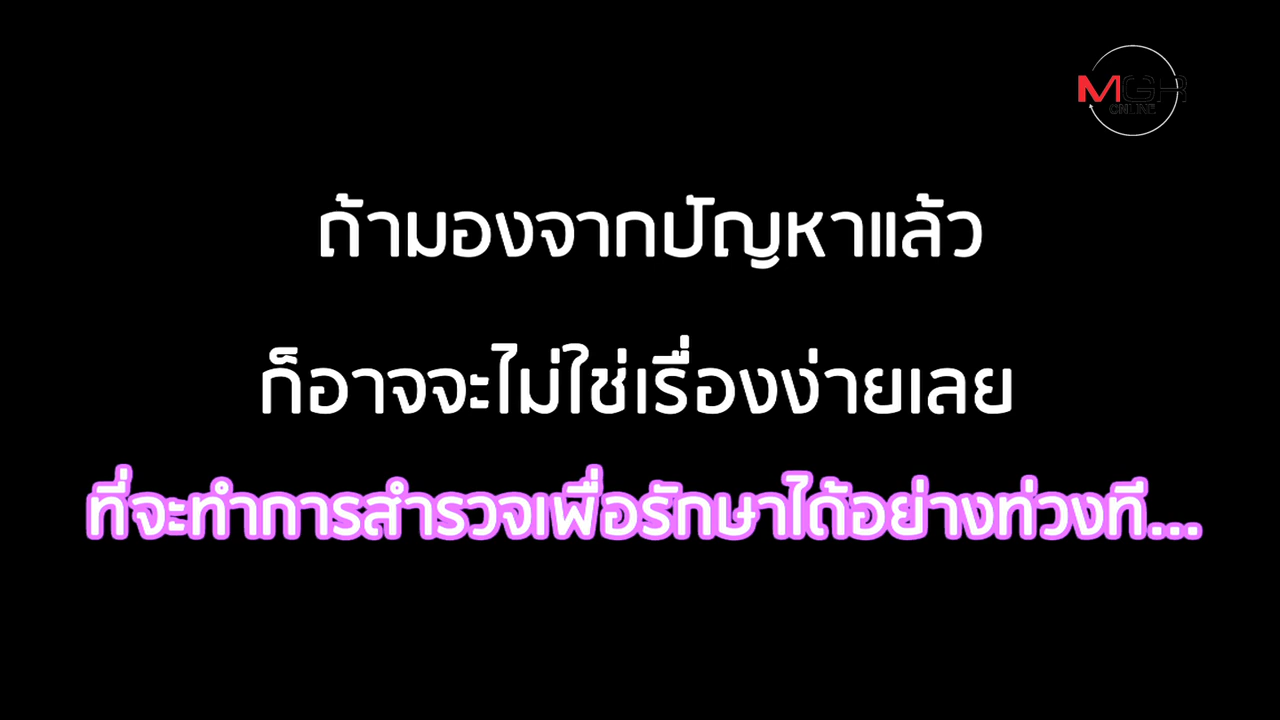 MGR
ONLINE
ถ้ามองจากปัญหาแล้ว
ก็อาจจะไม่ใช่เรื่องง่ายเลย
ที่จะทำการสำรวจเพื่อรักษาได้อย่างท่วงที...